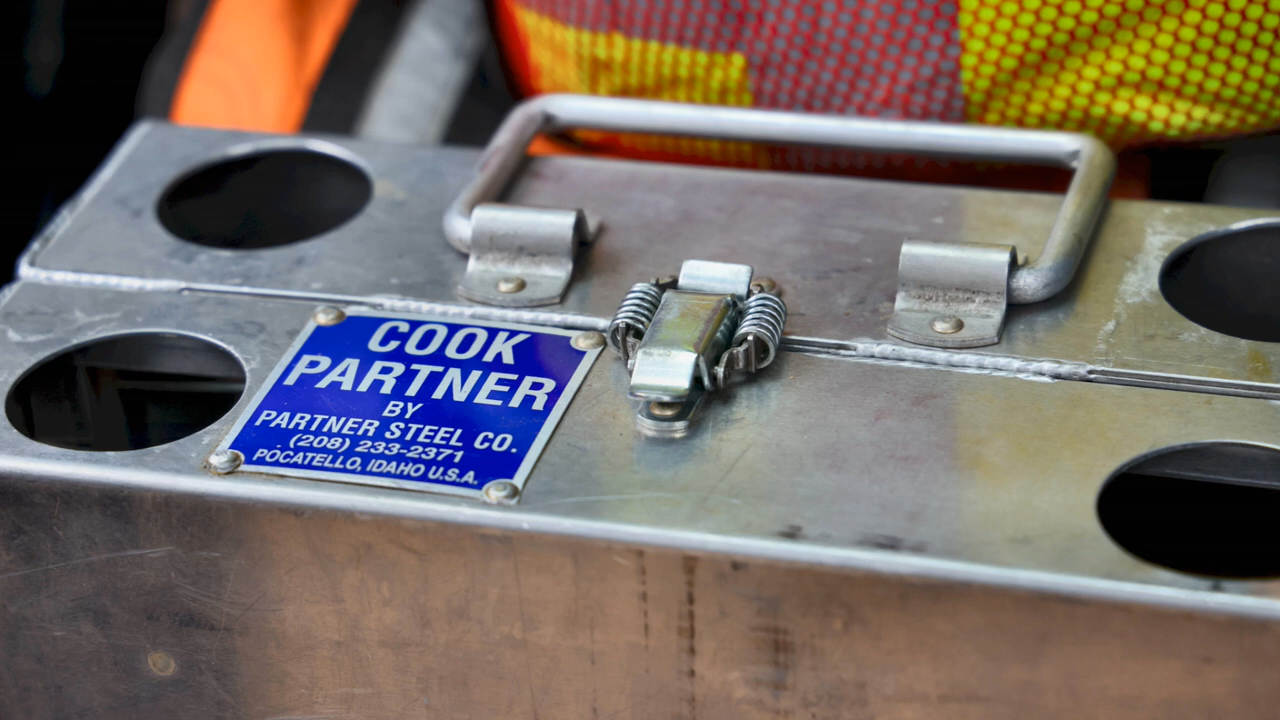 COOK
PARTNER
BY
PARTNER STEEL CO.
(208) 233-2371
POCATELLO, IDAHO U.S.A.